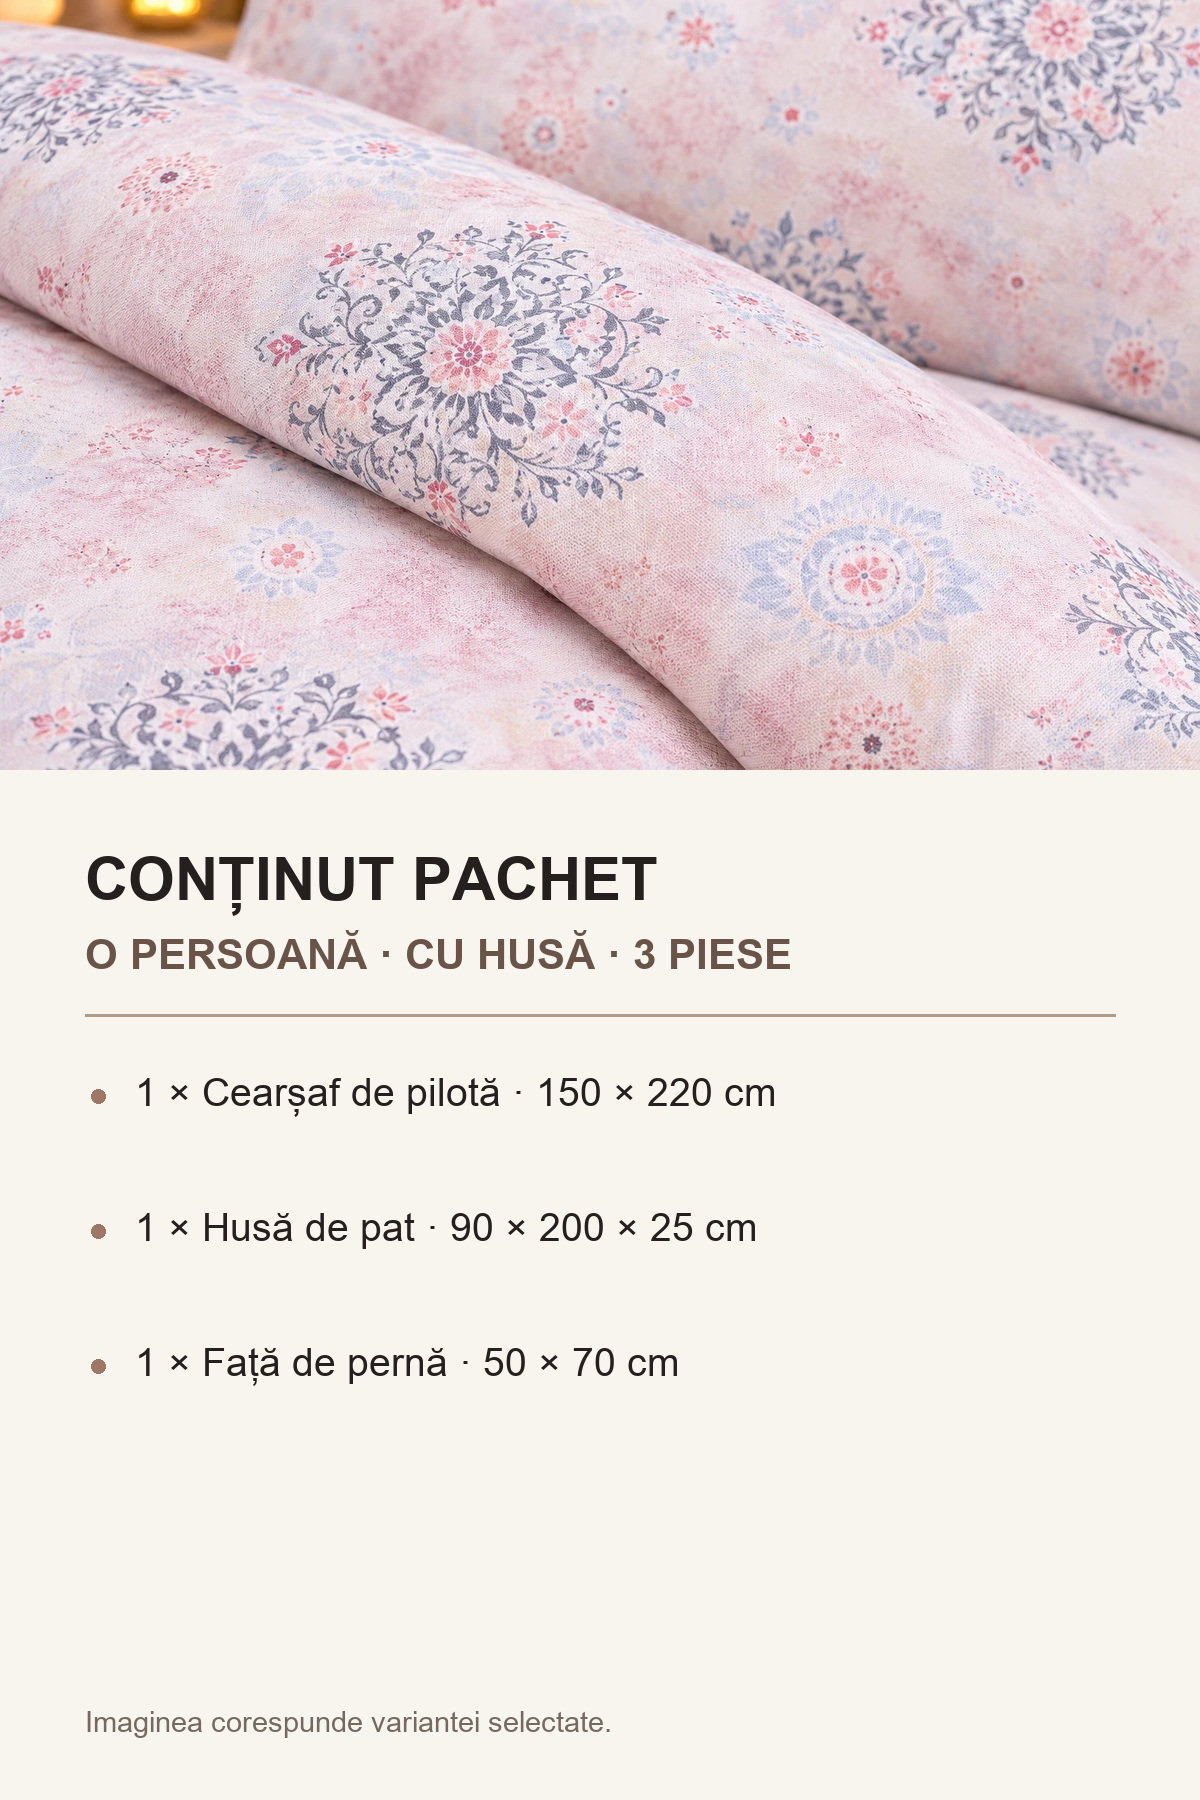 CONȚINUT PACHET
O PERSOANĂ · CU HUSĂ · 3 PIESE
1 × Cearșaf de pilotă · 150 × 220 cm
1 × Husă de pat · 90 × 200 × 25 cm
1 × Față de pernă · 50 × 70 cm
Imaginea corespunde variantei selectate.